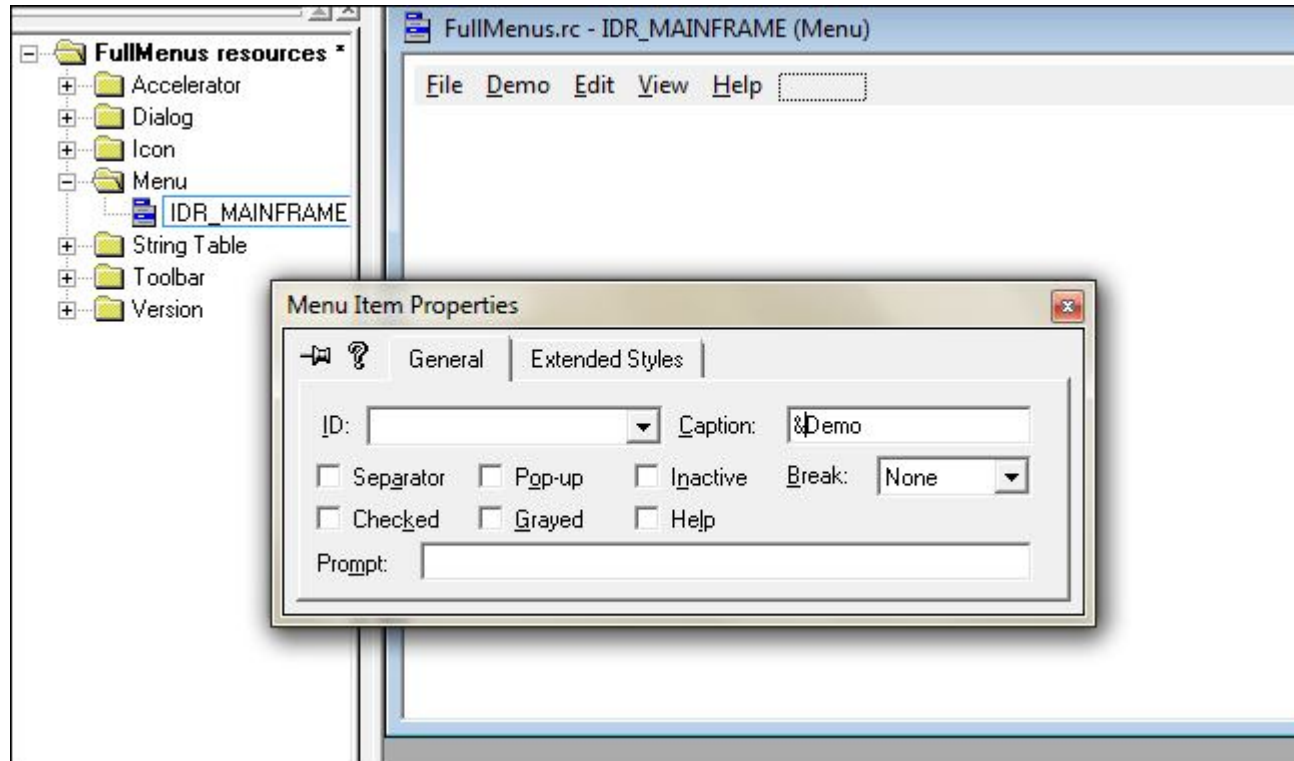 FullMenus resources *
Accelerator
Dialog
Icon
Menu
IDR_MAINFRAME
String Table
Toolbar
Version
FullMenus.rc - IDR_MAINFRAME (Menu)
File Demo Edit View Help
Menu Item Properties
? General Extended Styles
ID: Caption: &Demo
Separator Pop-up Inactive Break: None
Checked Grayed Help
Prompt: